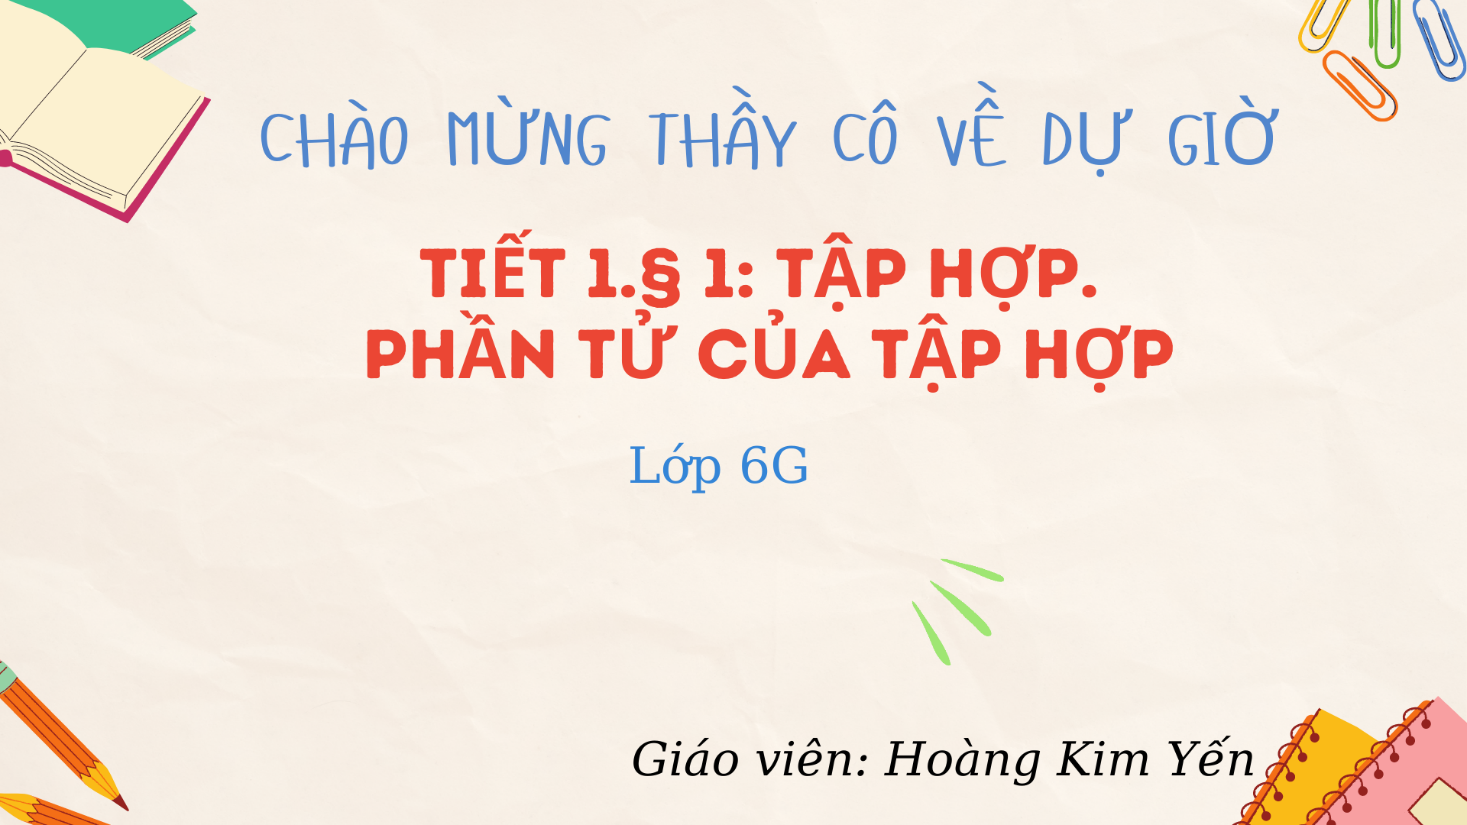 CHÀO MỪNG THẦY CÔ VỀ DỰ GIỜ
TIẾT 1.§ 1: TẬP HỢP.
PHẦN TỬ CỦA TẬP HỢP
Lớp 6G
Giáo viên: Hoàng Kim Yến